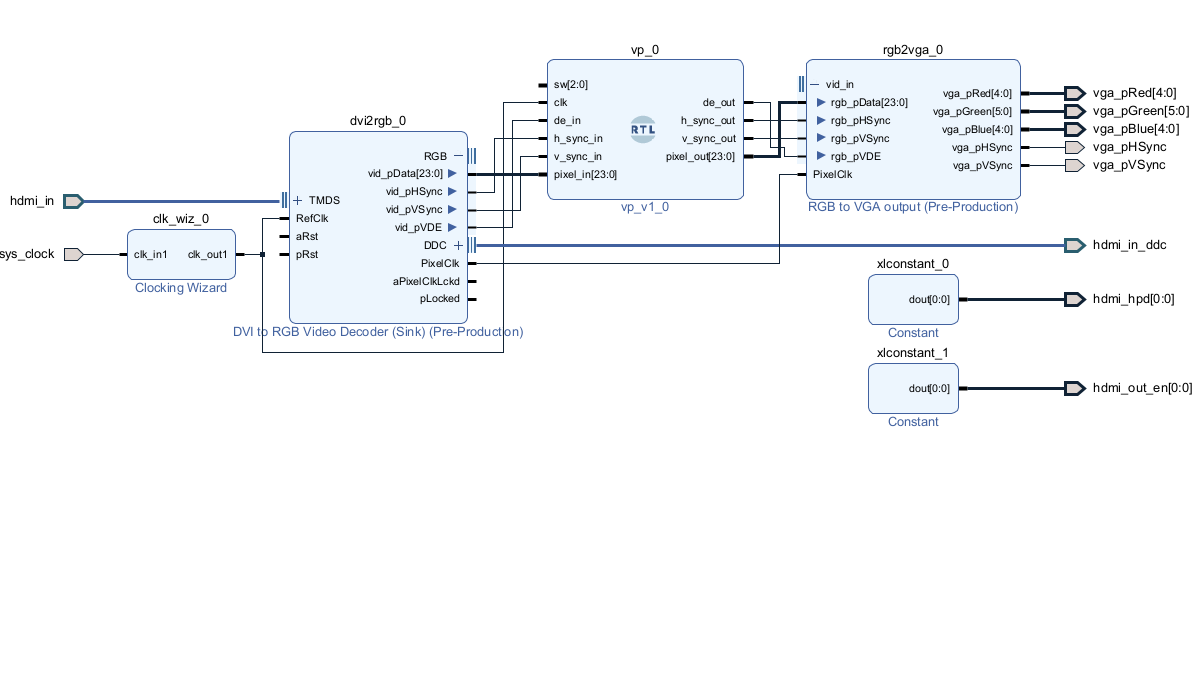 vp_0
sw[2:0]
clk
de_in
h_sync_in
v_sync_in
pixel_in[23:0]
RTL
de_out
h_sync_out
v_sync_out
pixel_out[23:0]
vp_v1_0
rgb2vga_0
vid_in
rgb_pData[23:0]
rgb_pHSync
rgb_pVSync
rgb_pVDE
PixelClk
vga_pRed[4:0]
vga_pGreen[5:0]
vga_pBlue[4:0]
vga_pHSync
vga_pVSync
RGB to VGA output (Pre-Production)
vga_pRed[4:0]
vga_pGreen[5:0]
vga_pBlue[4:0]
vga_pHSync
vga_pVSync
dvi2rgb_0
TMDS
RefClk
aRst
pRst
RGB
vid_pData[23:0]
vid_pHSync
vid_pVSync
vid_pVDE
DDC
PixelClk
aPixelClkLckd
pLocked
DVI to RGB Video Decoder (Sink) (Pre-Production)
hdmi_in
sys_clock
clk_wiz_0
clk_in1
clk_out1
Clocking Wizard
hdmi_in_ddc
xlconstant_0
dout[0:0]
Constant
hdmi_hpd[0:0]
xlconstant_1
dout[0:0]
Constant
hdmi_out_en[0:0]